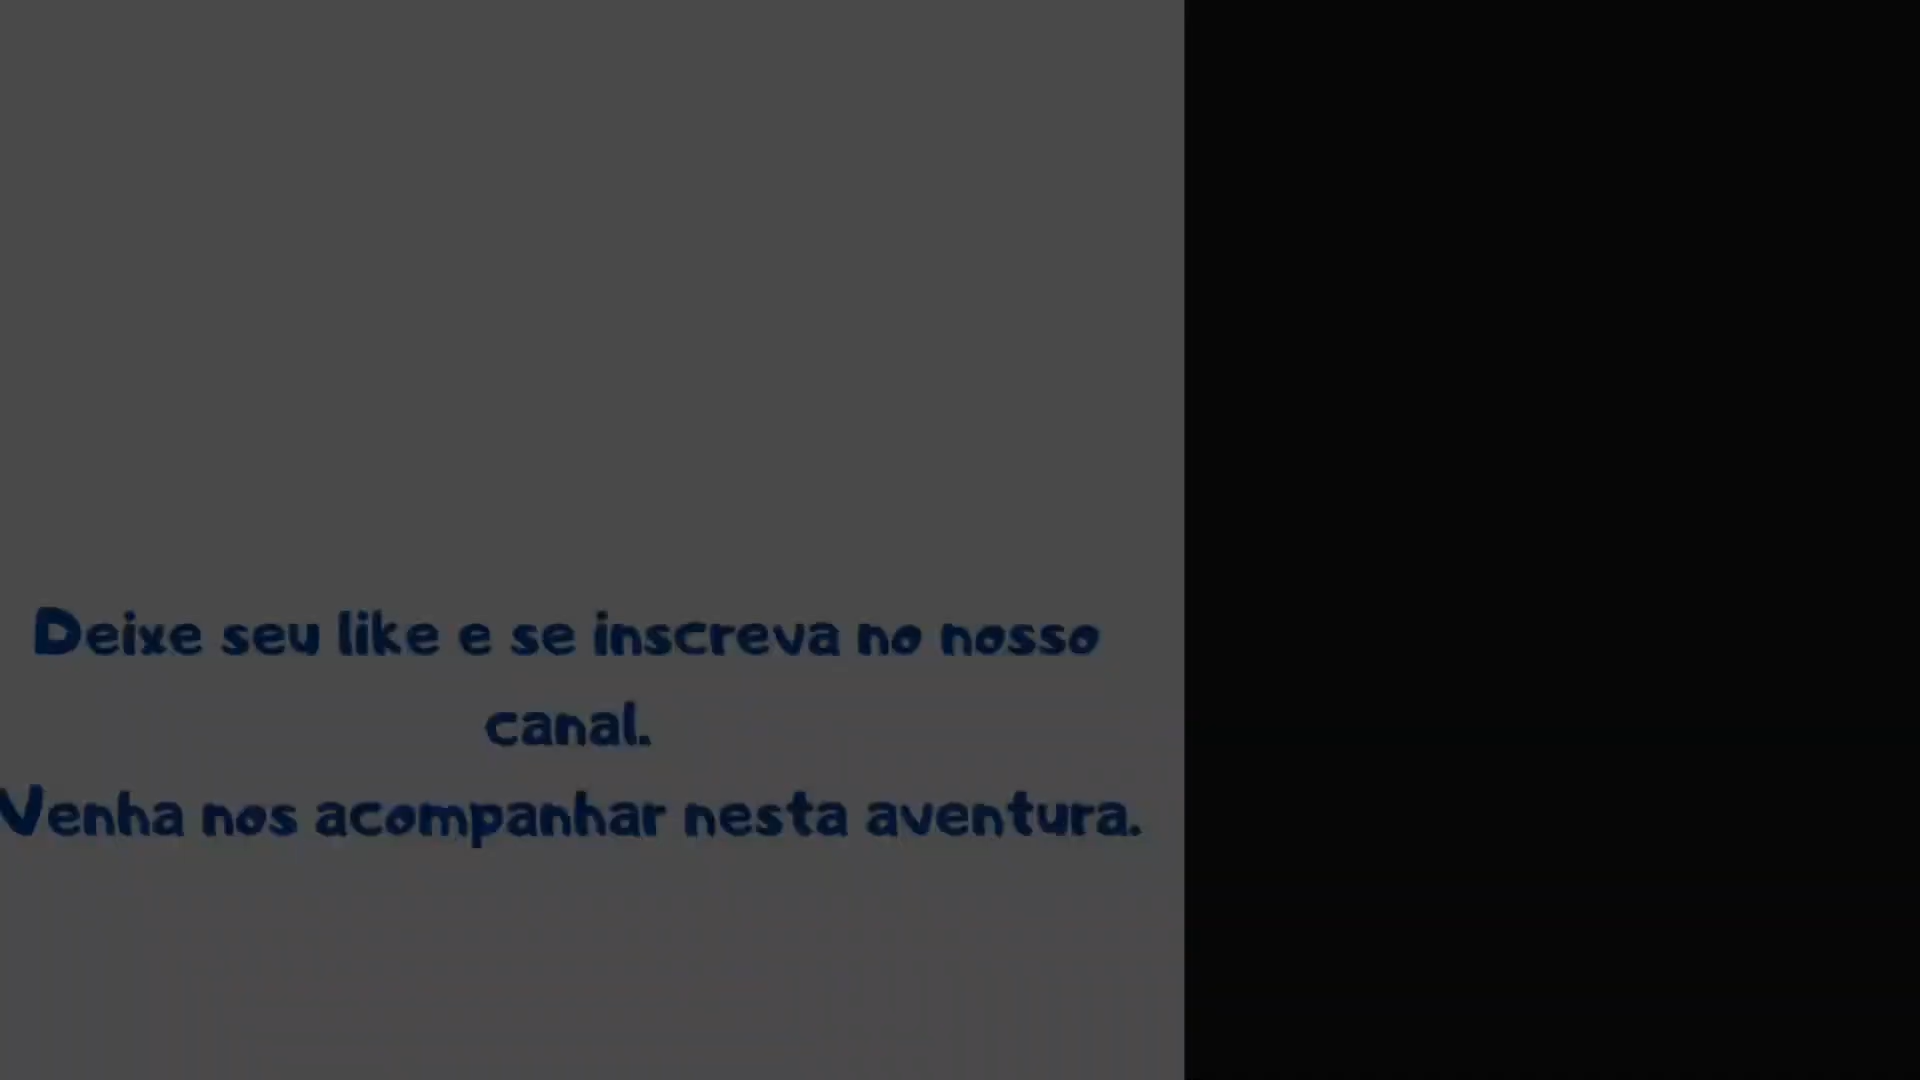 Deixe seu like e se inscreva no nosso
canal.
Venha nos acompanhar nesta aventura.